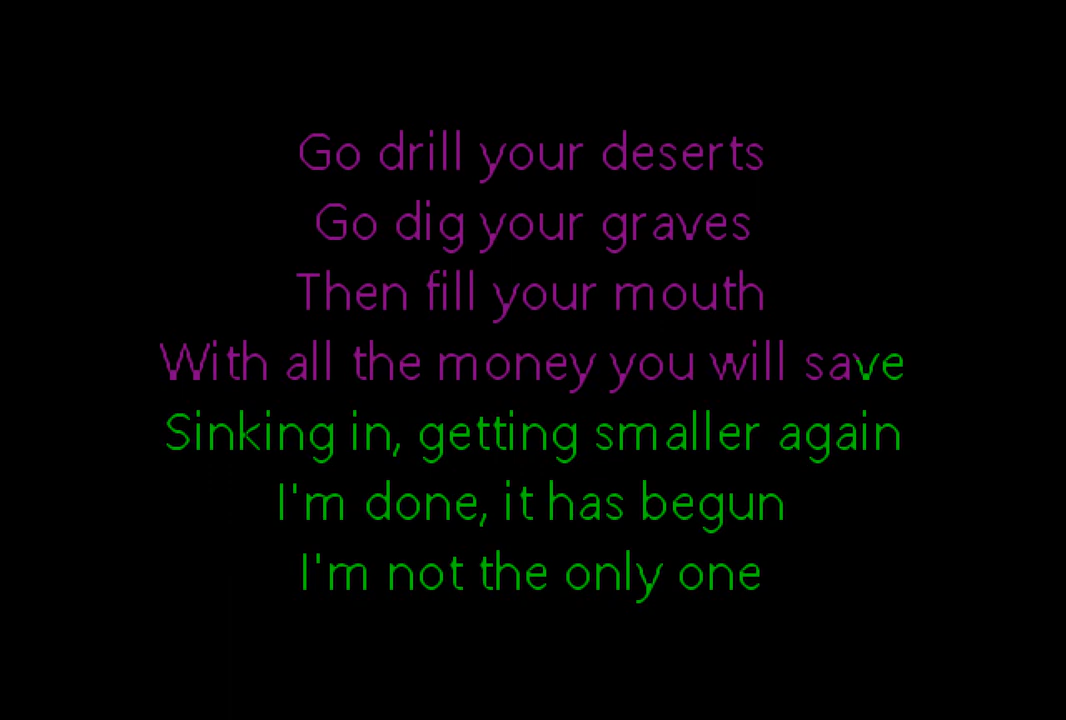 Go drill your deserts
Go dig your graves
Then fill your mouth
With all the money you will save
Sinking in, getting smaller again
I'm done, it has begun
I'm not the only one